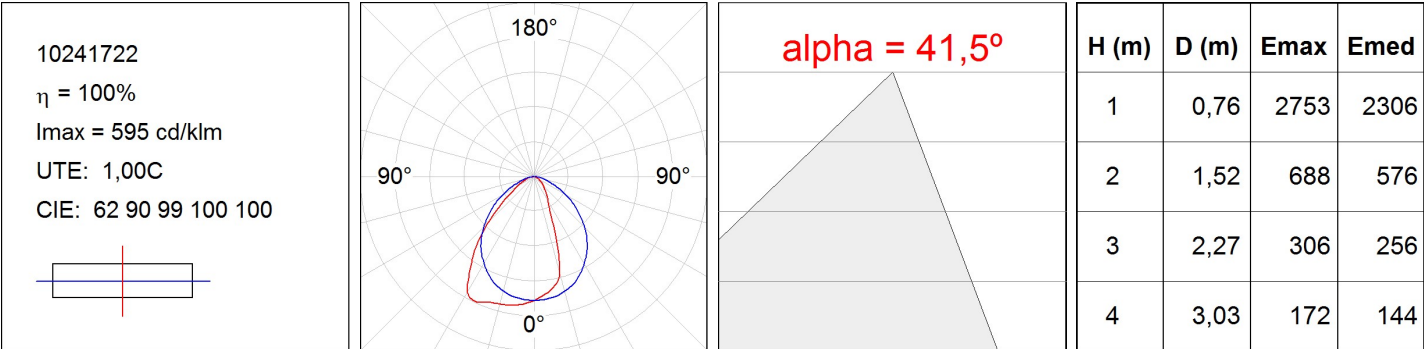 10241722
η = 100%
Imax = 595 cd/klm
UTE: 1,00C
CIE: 62 90 99 100 100
180°
90° 90°
0°
alpha = 41,5º
H (m) D (m) Emax Emed
1 0,76 2753 2306
2 1,52 688 576
3 2,27 306 256
4 3,03 172 144